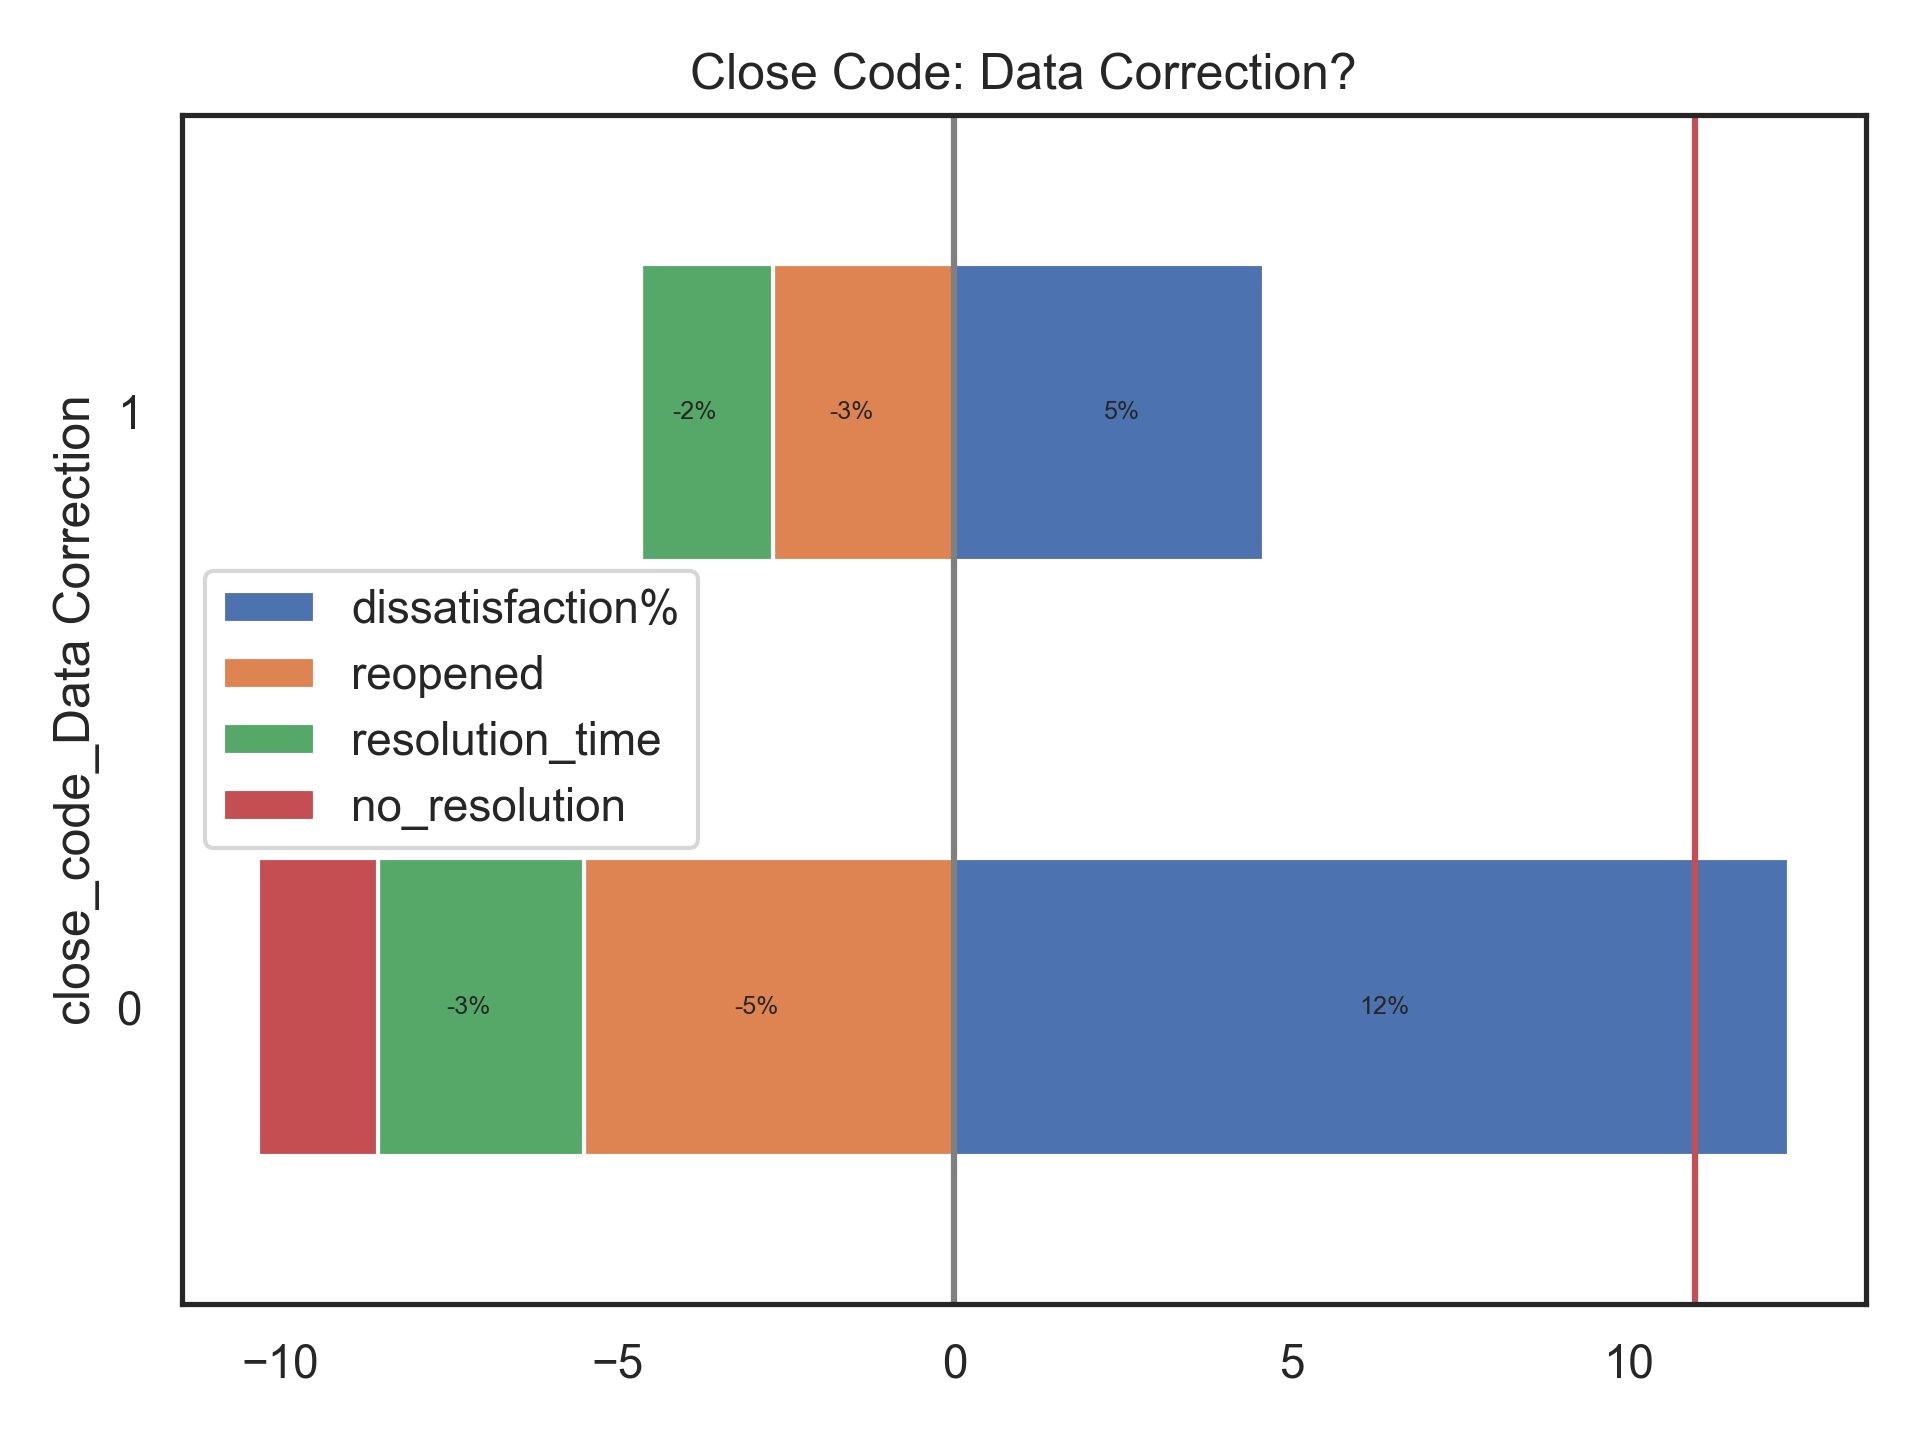 Close Code: Data Correction?
close_code_Data Correction
1
-2% -3% 5%
dissatisfaction%
reopened
resolution_time
no_resolution
0
-3% -5% 12%
−10 −5 0 5 10